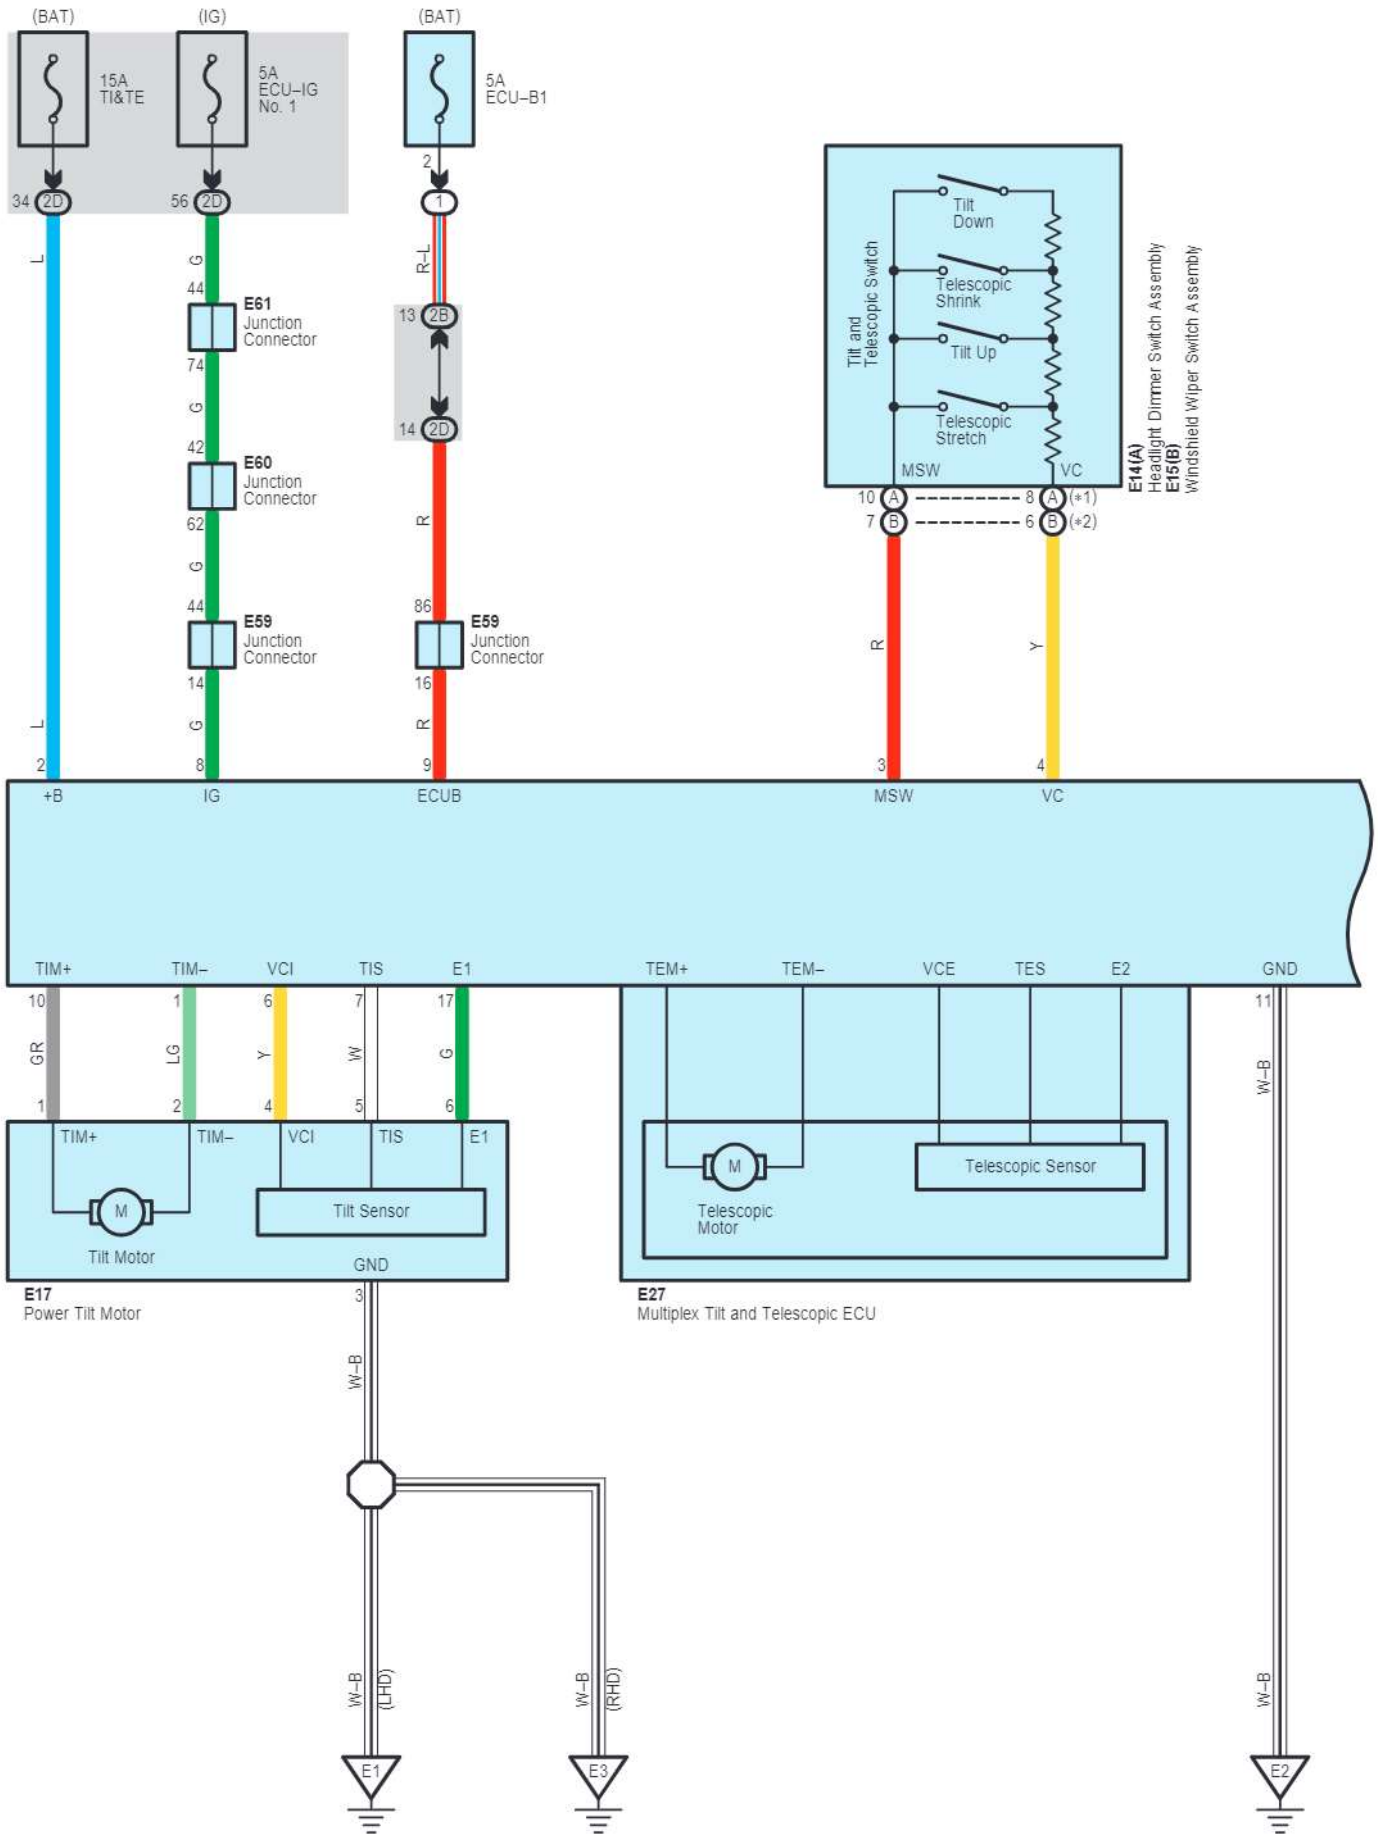 (BAT)
(IG)
(BAT)
15A
TI&TE
5A
ECU–IG
No. 1
5A
ECU–B1
2
34 2D
56 2D
1
L
G
R–L
44
E61
Junction
Connector
74
13 2B
14 2D
G
42
E60
Junction
Connector
62
G
R
44
E59
Junction
Connector
14
86
E59
Junction
Connector
16
L
G
R
2
8
9
Tilt and
Telescopic Switch
Tilt
Down
Telescopic
Shrink
Tilt Up
Telescopic
Stretch
MSW
VC
10 A
8 A (*1)
7 B
6 B (*2)
E14(A)
Headlight Dimmer Switch Assembly
E15(B)
Windshield Wiper Switch Assembly
R
Y
3
4
+B
IG
ECUB
MSW
VC
TIM+
TIM–
VCI
TIS
E1
TEM+
TEM–
VCE
TES
E2
GND
10
1
6
7
17
11
GR
LG
Y
W
G
W–B
1
2
4
5
6
TIM+
TIM–
VCI
TIS
E1
M
Tilt Motor
Tilt Sensor
GND
M
Telescopic
Motor
Telescopic Sensor
E17
Power Tilt Motor
3
E27
Multiplex Tilt and Telescopic ECU
W–B
W–B
(LHD)
W–B
(RHD)
W–B
E1
E3
E2